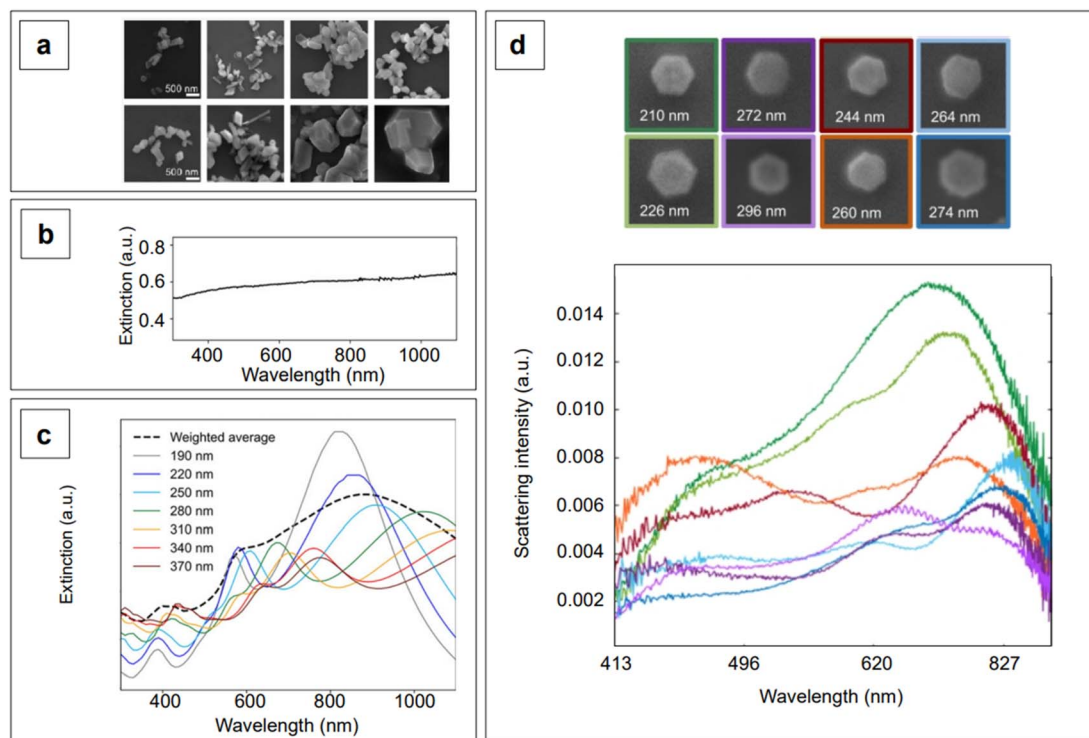 a
500 nm
500 nm
b
Extinction (a.u.)
0.8
0.6
0.4
400 600 800 1000
Wavelength (nm)
c
Extinction (a.u.)
Weighted average
190 nm
220 nm
250 nm
280 nm
310 nm
340 nm
370 nm
400 600 800 1000
Wavelength (nm)
d
210 nm 272 nm 244 nm 264 nm
226 nm 296 nm 260 nm 274 nm
Scattering intensity (a.u.)
0.014
0.012
0.010
0.008
0.006
0.004
0.002
413 496 620 827
Wavelength (nm)